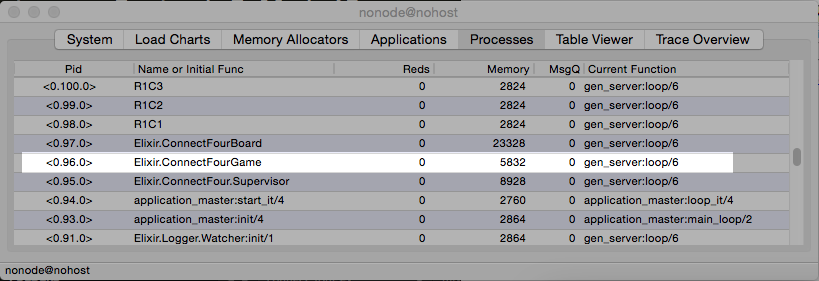 nonode@nohost
System Load Charts Memory Allocators Applications Processes Table Viewer Trace Overview
Pid Name or Initial Func Reds Memory MsgQ Current Function
<0.100.0> R1C3 0 2824 0 gen_server:loop/6
<0.99.0> R1C2 0 2824 0 gen_server:loop/6
<0.98.0> R1C1 0 2824 0 gen_server:loop/6
<0.97.0> Elixir.ConnectFourBoard 0 23328 0 gen_server:loop/6
<0.96.0> Elixir.ConnectFourGame 0 5832 0 gen_server:loop/6
<0.95.0> Elixir.ConnectFour.Supervisor 0 8928 0 gen_server:loop/6
<0.94.0> application_master:start_it/4 0 2760 0 application_master:loop_it/4
<0.93.0> application_master:init/4 0 2864 0 application_master:main_loop/2
<0.91.0> Elixir.Logger.Watcher:init/1 0 2864 0 gen_server:loop/6
nonode@nohost